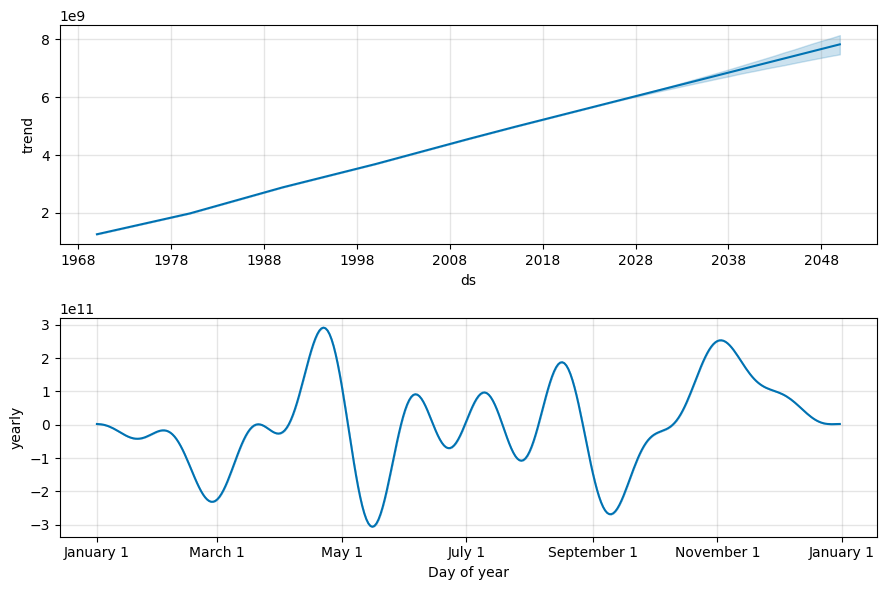 1e9
8
6
4
2
trend
1968 1978 1988 1998 2008 2018 2028 2038 2048
ds
1e11
3
2
1
0
−1
−2
−3
yearly
January 1 March 1 May 1 July 1 September 1 November 1 January 1
Day of year